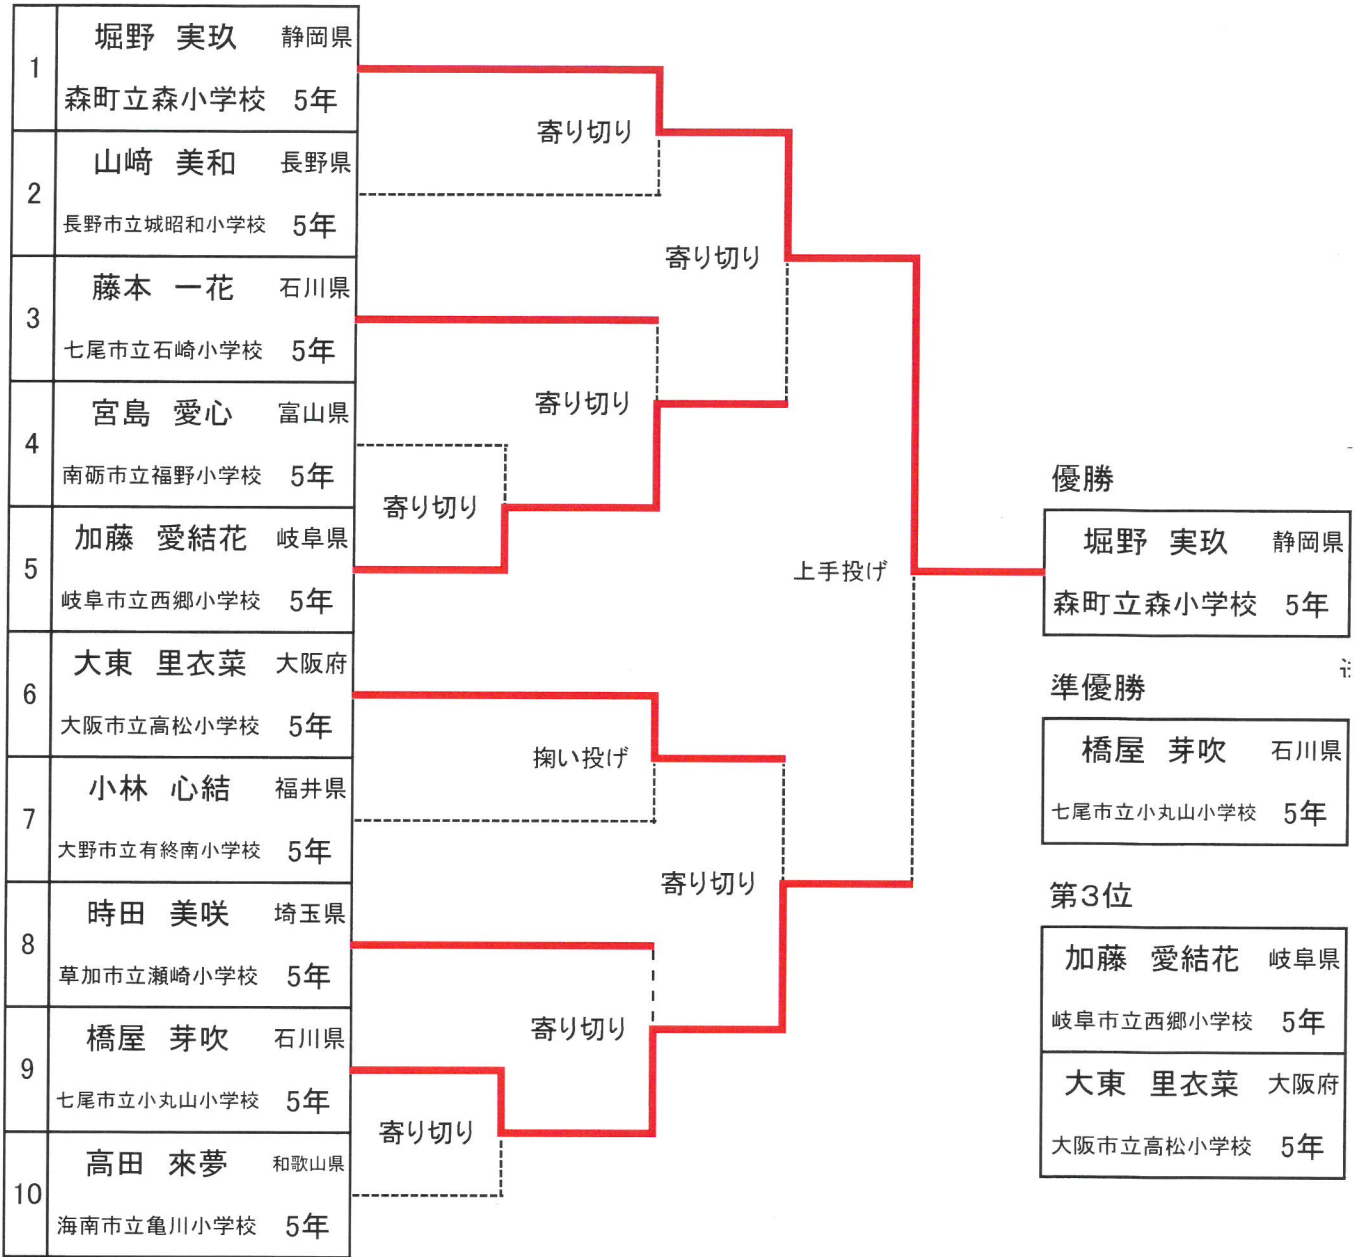 1
堀野 実玖 静岡県
森町立森小学校 5年
2
山﨑 美和 長野県
長野市立城昭和小学校 5年
3
藤本 一花 石川県
七尾市立石崎小学校 5年
4
宮島 愛心 富山県
南砺市立福野小学校 5年
5
加藤 愛結花 岐阜県
岐阜市立西郷小学校 5年
6
大東 里衣菜 大阪府
大阪市立高松小学校 5年
7
小林 心結 福井県
大野市立有終南小学校 5年
8
時田 美咲 埼玉県
草加市立瀬崎小学校 5年
9
橋屋 芽吹 石川県
七尾市立小丸山小学校 5年
10
高田 來夢 和歌山県
海南市立亀川小学校 5年
寄り切り
寄り切り
寄り切り
寄り切り
上手投げ
掬い投げ
寄り切り
寄り切り
寄り切り
優勝
堀野 実玖 静岡県
森町立森小学校 5年
準優勝
橋屋 芽吹 石川県
七尾市立小丸山小学校 5年
第3位
加藤 愛結花 岐阜県
岐阜市立西郷小学校 5年
大東 里衣菜 大阪府
大阪市立高松小学校 5年